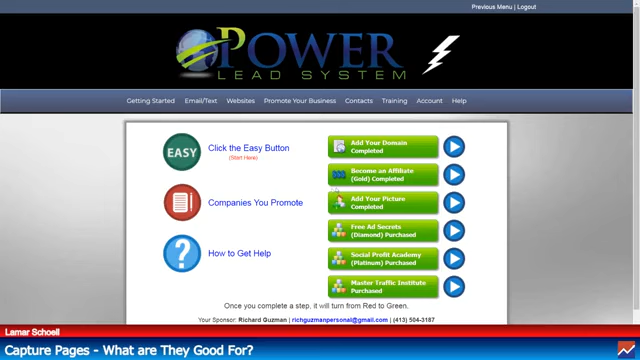 Previous Menu | Logout
POWER
LEAD SYSTEM
Getting Started Email/Text Websites Promote Your Business Contacts Training Account Help
EASY
Click the Easy Button
(Start Here)
Companies You Promote
?
How to Get Help
Add Your Domain
Completed
$$$
Become an Affiliate
(Gold) Completed
Add Your Picture
Completed
Free Ad Secrets
(Diamond) Purchased
Social Profit Academy
(Platinum) Purchased
Master Traffic Institute
Purchased
Once you complete a step, it will turn from Red to Green.
Your Sponsor: Richard Guzman | richguzmanpersonal@gmail.com | (413) 504-3187
Lamar Schoell
Capture Pages - What are They Good For?